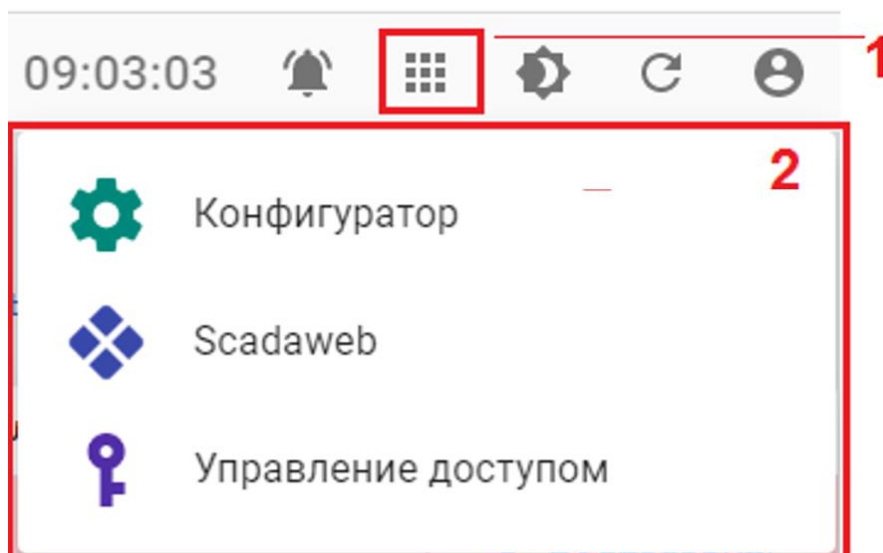 09:03:03
1
2
Конфигуратор
Scadaweb
Управление доступом